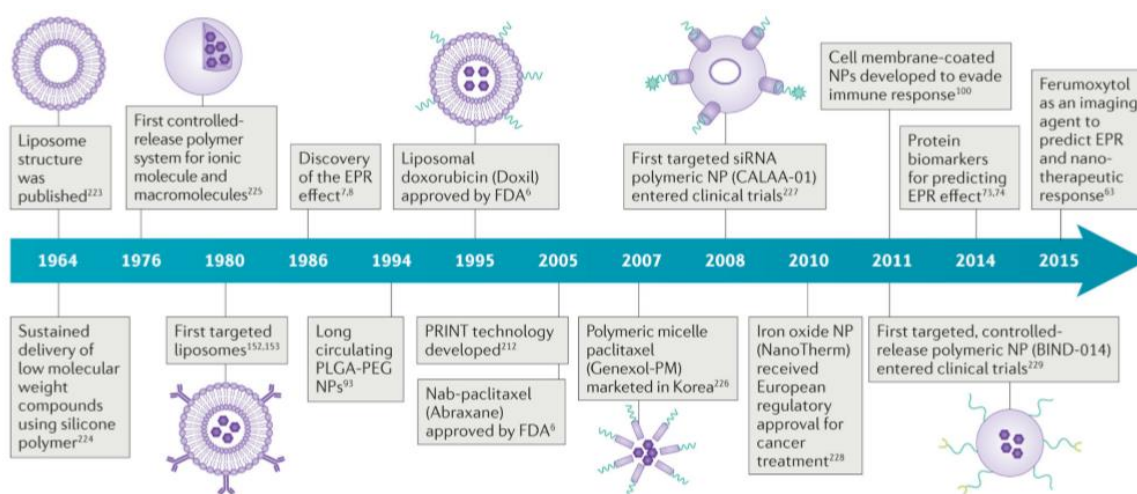 Liposome
structure was
published223
First controlled-
release polymer
system for ionic
molecule and
macromolecules225
Discovery
of the EPR
effect7,8
Liposomal
doxorubicin (Doxil)
approved by FDA6
First targeted siRNA
polymeric NP (CALAA-01)
entered clinical trials227
Cell membrane-coated
NPs developed to evade
immune response100
Protein
biomarkers
for predicting
EPR effect73,74
Ferumoxytol
as an imaging
agent to
predict EPR
and nano-
therapeutic
response63
1964 1976 1980 1986 1994 1995 2005 2007 2008 2010 2011 2014 2015
Sustained
delivery of
low molecular
weight
compounds
using silicone
polymer224
First targeted
liposomes152,153
Long
circulating
PLGA-PEG
NPs93
PRINT technology
developed212
Nab-paclitaxel
(Abraxane)
approved by FDA6
Polymeric micelle
paclitaxel
(Genexol-PM)
marketed in Korea226
Iron oxide NP
(NanoTherm)
received
European
regulatory
approval for
cancer
treatment228
First targeted, controlled-
release polymeric NP (BIND-014)
entered clinical trials229